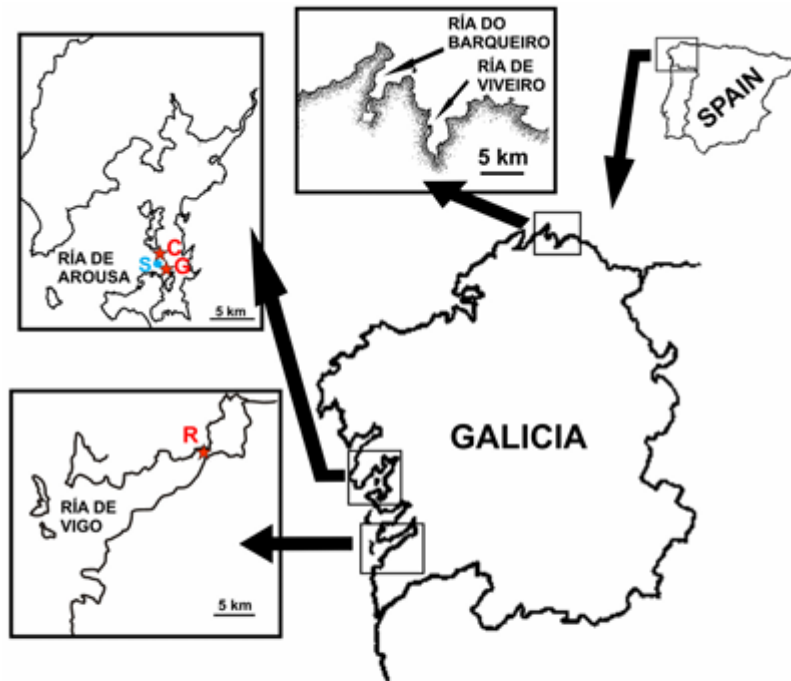 RÍA DO
BARQUEIRO
RÍA DE
VIVEIRO
5 km
SPAIN
C
S
G
RÍA DE
AROUSA
5 km
GALICIA
R
RÍA DE
VIGO
5 km